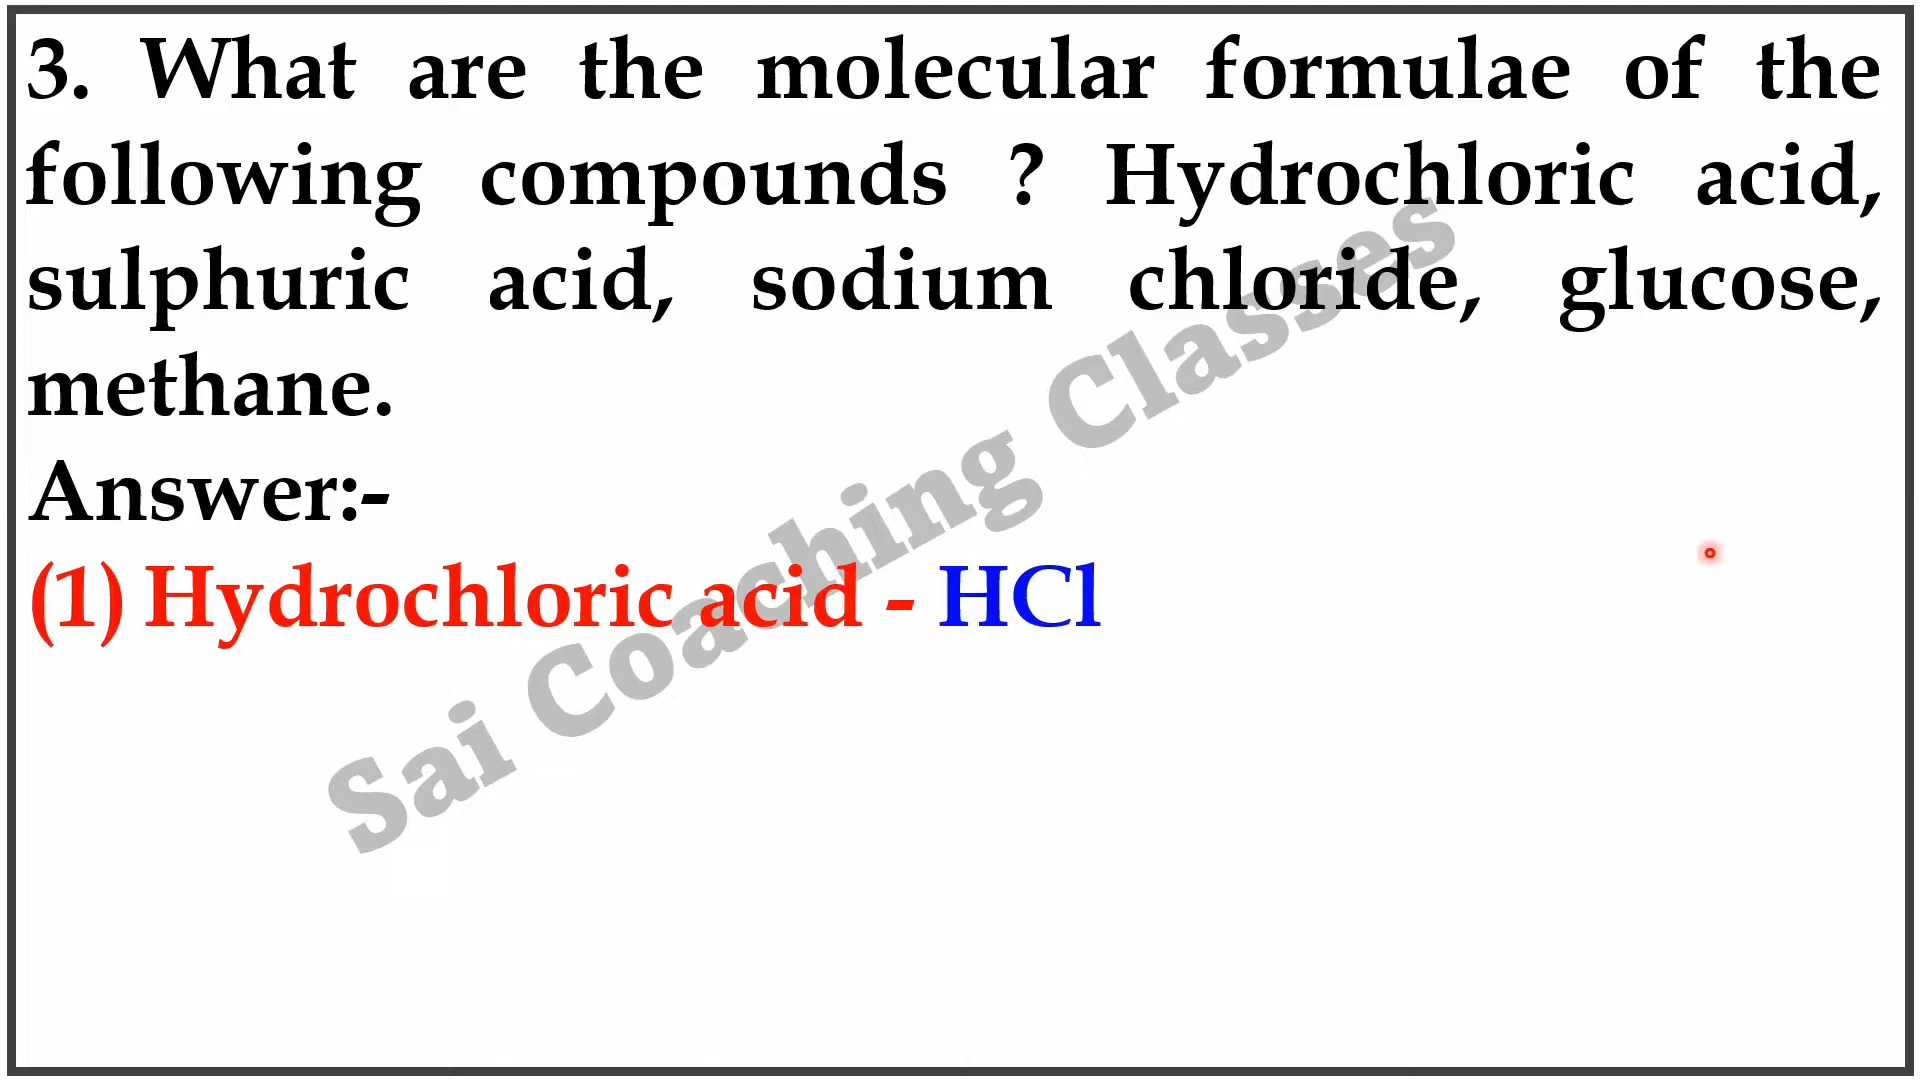 3. What are the molecular formulae of the
following compounds ? Hydrochloric acid,
sulphuric acid, sodium chloride, glucose,
methane.
Answer:-
(1) Hydrochloric acid - HCl
Sai Coaching Classes